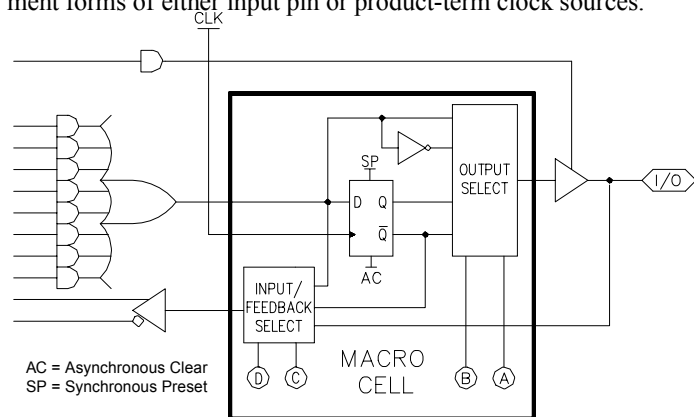 ment forms of either input pin or product-term clock sources.
CLK
SP
D Q
Q̅
AC
OUTPUT
SELECT
I/O
INPUT/
FEEDBACK
SELECT
D C
MACRO
CELL
B A
AC = Asynchronous Clear
SP = Synchronous Preset